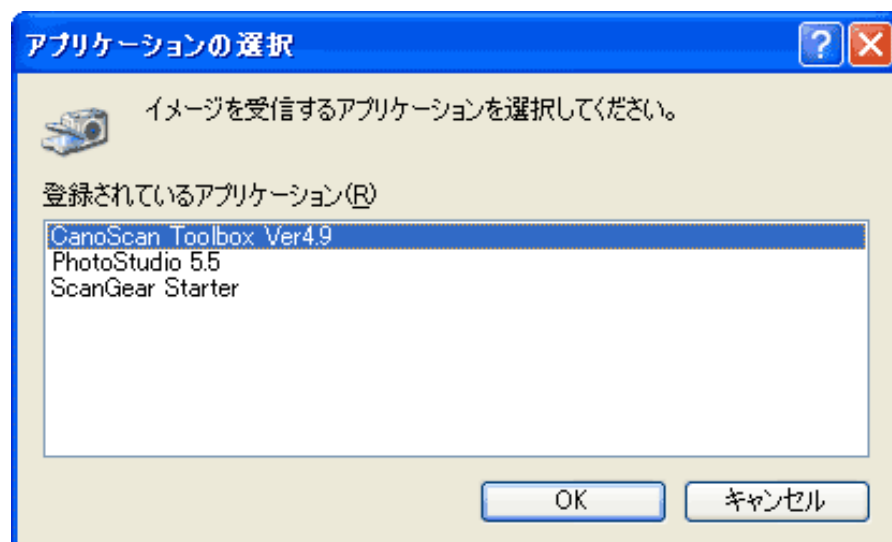 アプリケーションの選択
イメージを受信するアプリケーションを選択してください。
登録されているアプリケーション(R)
CanoScan Toolbox Ver4.9
PhotoStudio 5.5
ScanGear Starter
OK キャンセル